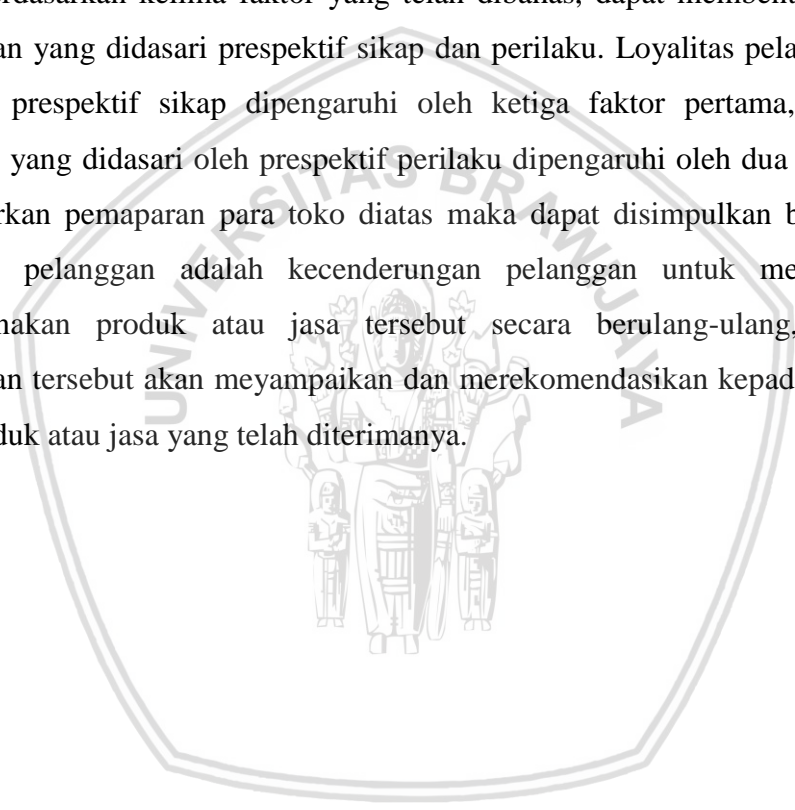 erdasarkan kelima faktor yang telah dibahas, dapat membent
an yang didasari prespektif sikap dan perilaku. Loyalitas pela
prespektif sikap dipengaruhi oleh ketiga faktor pertama,
yang didasari oleh prespektif perilaku dipengaruhi oleh dua
rkan pemaparan para toko diatas maka dapat disimpulkan b
pelanggan adalah kecenderungan pelanggan untuk me
nakan produk atau jasa tersebut secara berulang-ulang,
an tersebut akan meyampaikan dan merekomendasikan kepad
duk atau jasa yang telah diterimanya.
UNIVERSITAS BRAWIJAYA